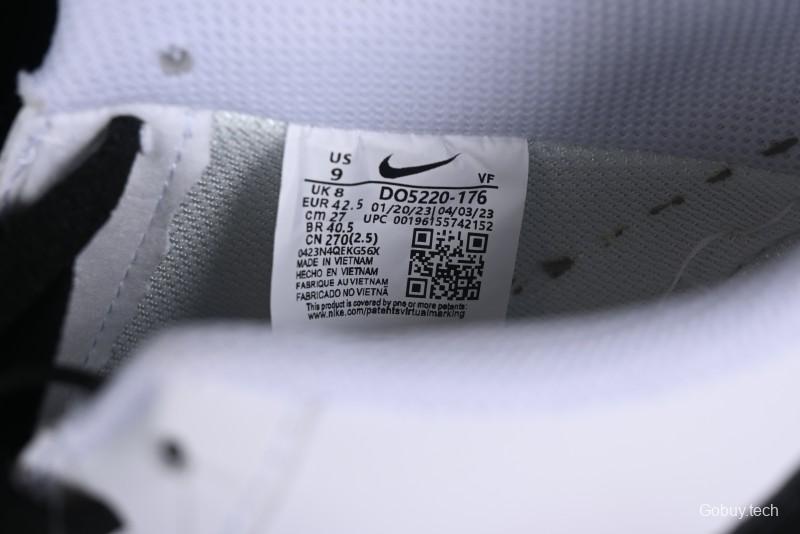 US
9
VF
UK 8 DO5220-176
EUR 42.5 01/20/23|04/03/23
cm 27 UPC 00196155742152
BR 40.5
CN 270(2.5)
0423N4QEKG56X
MADE IN VIETNAM
HECHO EN VIETNAM
FABRIQUE AU VIETNAM
FABRICADO NO VIETNÃ
This product is covered by one or more patents:
www.nike.com/patentsvirtualmarking
Gobuy.tech